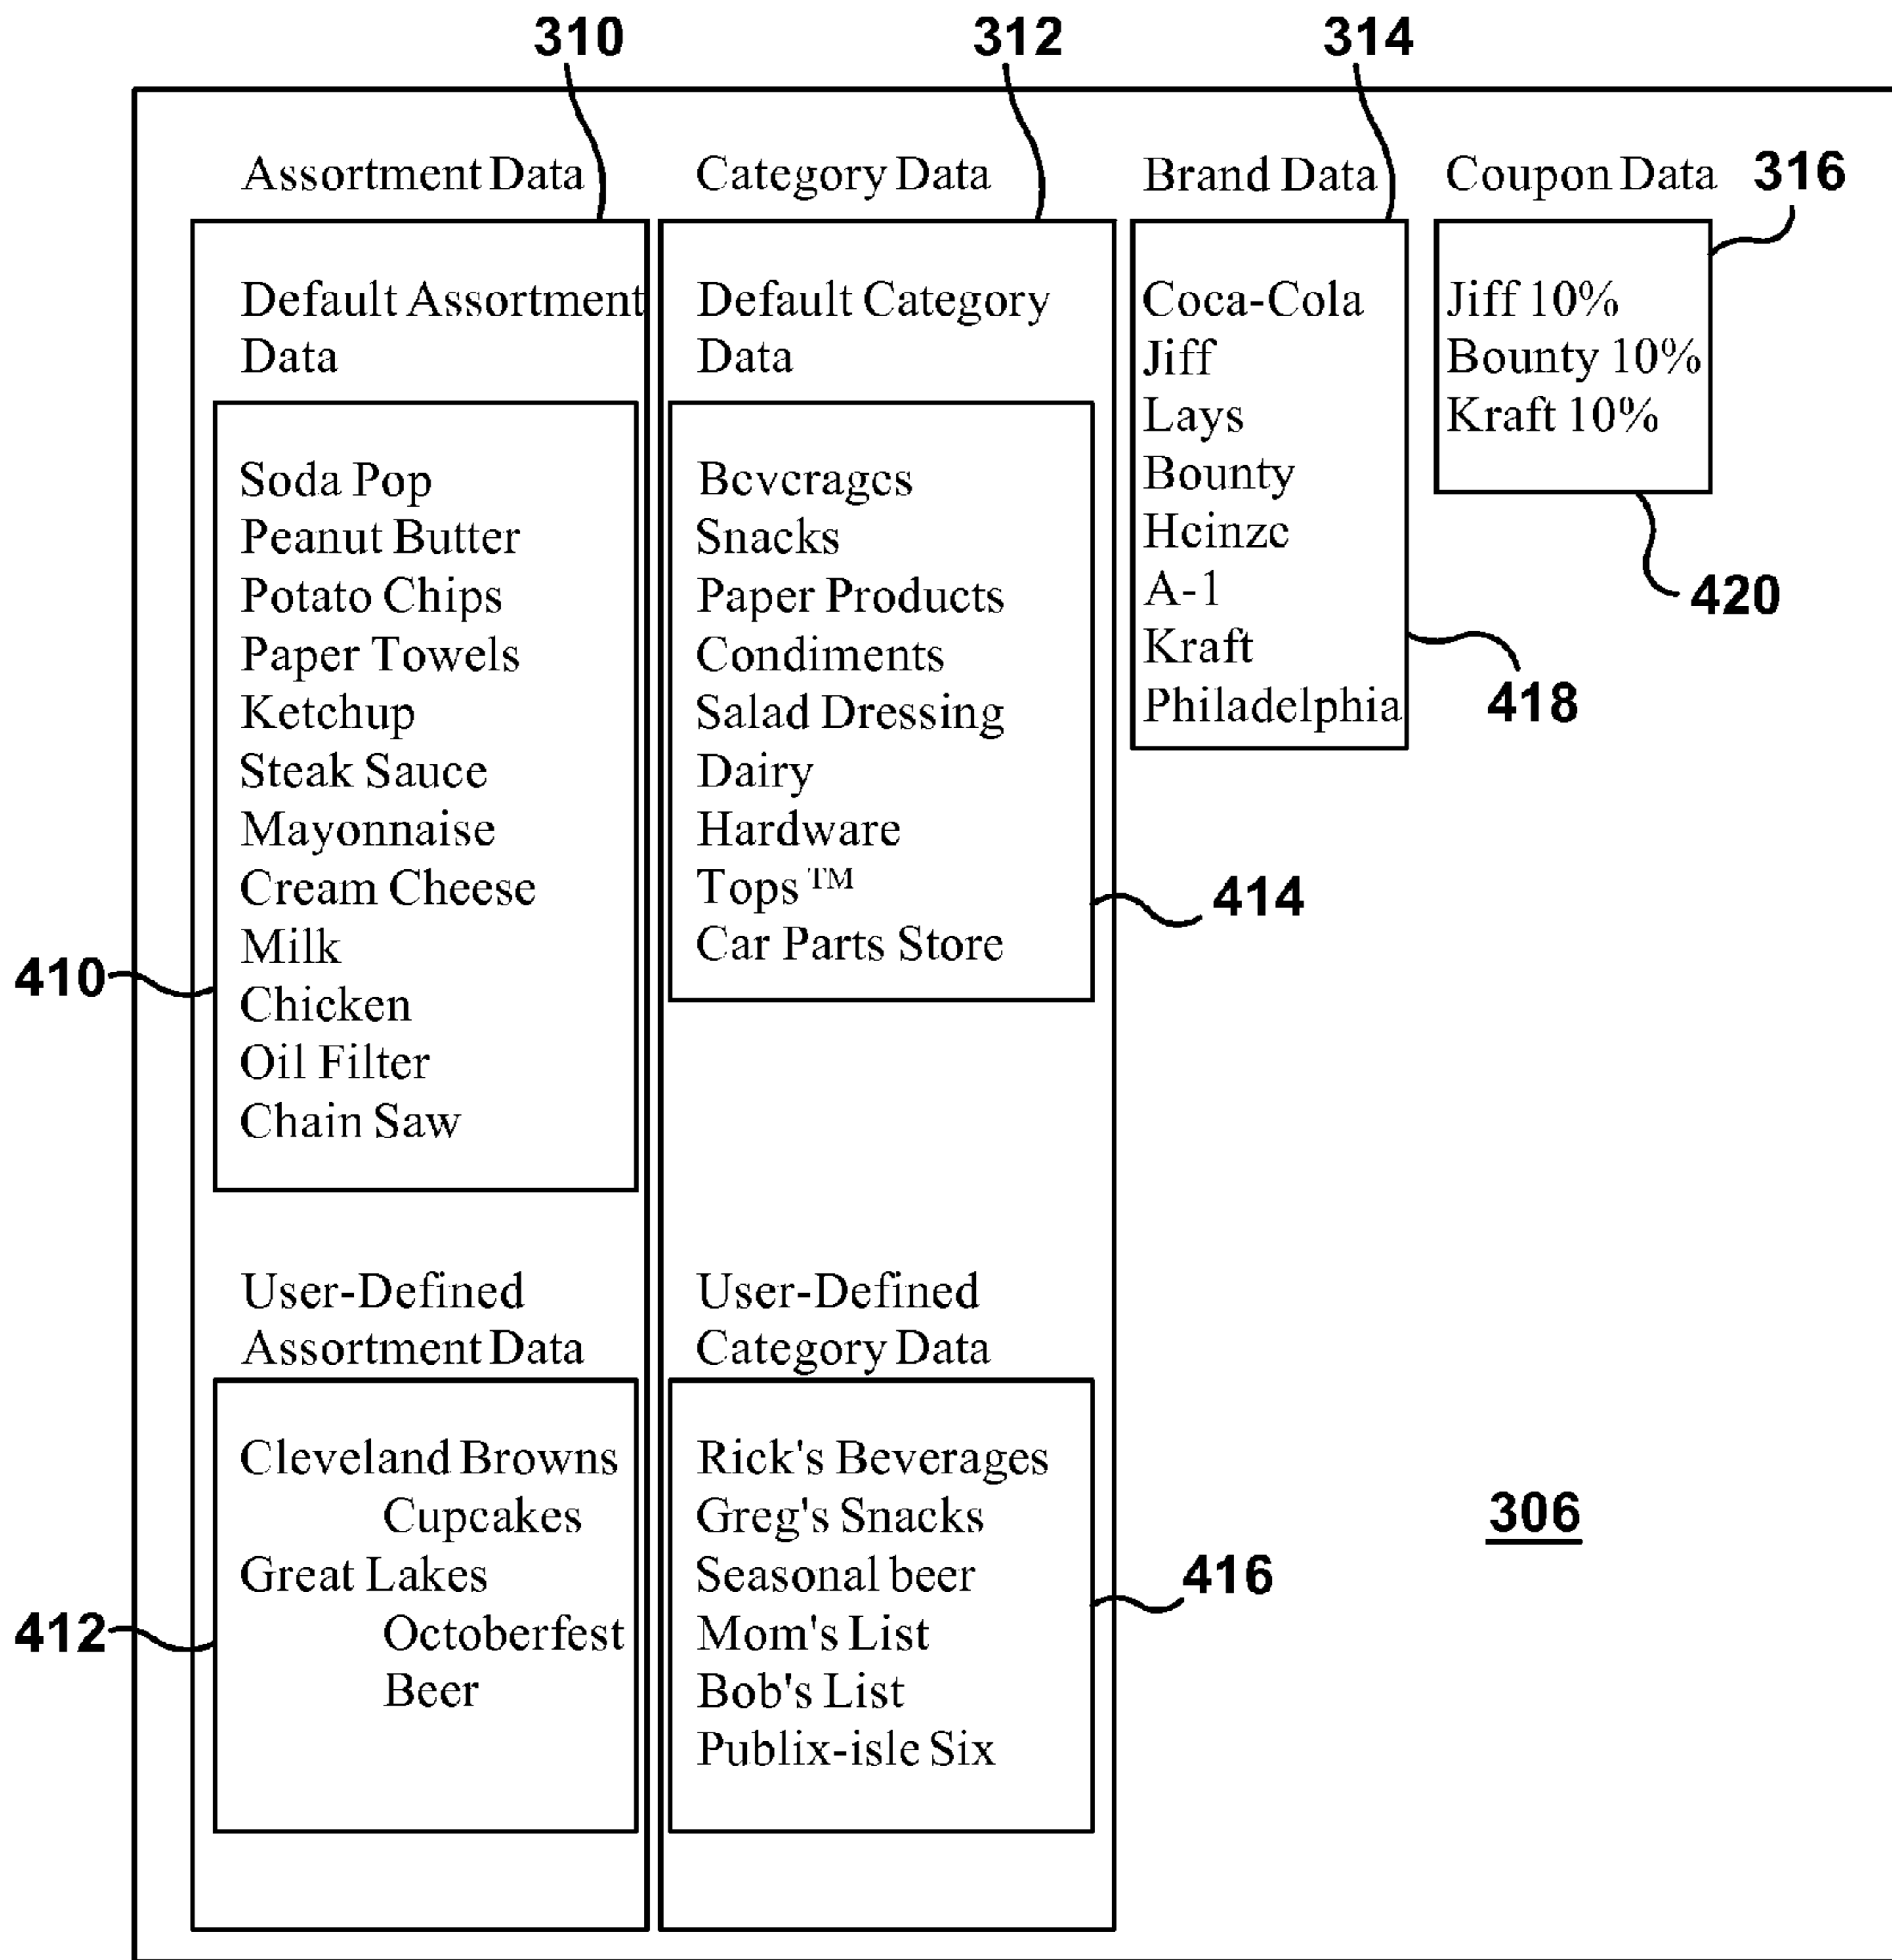 310
312
314
Assortment Data
Category Data
Brand Data
Coupon Data
316
Default Assortment
Data
Soda Pop
Peanut Butter
Potato Chips
Paper Towels
Ketchup
Steak Sauce
Mayonnaise
Cream Cheese
Milk
Chicken
Oil Filter
Chain Saw
410
User-Defined
Assortment Data
Cleveland Browns
Cupcakes
Great Lakes
Octoberfest
Beer
412
Default Category
Data
Beverages
Snacks
Paper Products
Condiments
Salad Dressing
Dairy
Hardware
Tops ™
Car Parts Store
414
User-Defined
Category Data
Rick's Beverages
Greg's Snacks
Seasonal beer
Mom's List
Bob's List
Publix-isle Six
416
Coca-Cola
Jiff
Lays
Bounty
Heinze
A-1
Kraft
Philadelphia
418
Jiff 10%
Bounty 10%
Kraft 10%
420
306